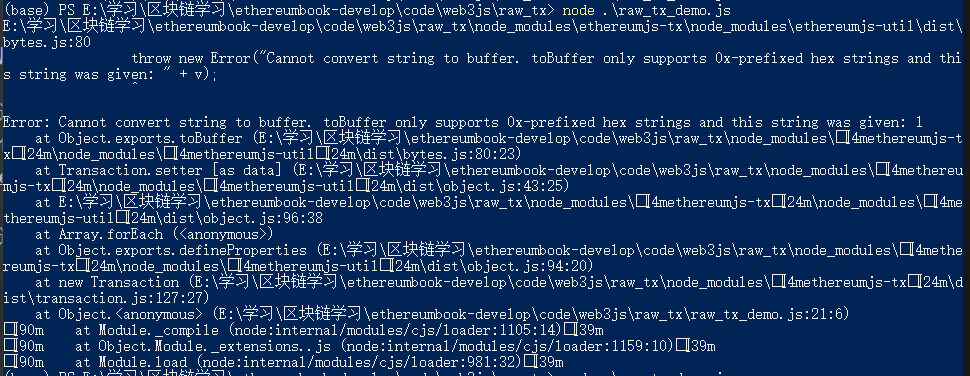 (base) PS E:\学习\区块链学习\ethereumbook-develop\code\web3js\raw_tx> node .\raw_tx_demo.js
E:\学习\区块链学习\ethereumbook-develop\code\web3js\raw_tx\node_modules\ethereumjs-tx\node_modules\ethereumjs-util\dist\
bytes.js:80
throw new Error("Cannot convert string to buffer. toBuffer only supports 0x-prefixed hex strings and thi
s string was given: " + v);
^
Error: Cannot convert string to buffer. toBuffer only supports 0x-prefixed hex strings and this string was given: 1
at Object.exports.toBuffer (E:\学习\区块链学习\ethereumbook-develop\code\web3js\raw_tx\node_modules\□[4methereumjs-t
x□[24m\node_modules\□[4methereumjs-util□[24m\dist\bytes.js:80:23)
at Transaction.setter [as data] (E:\学习\区块链学习\ethereumbook-develop\code\web3js\raw_tx\node_modules\□[4methereu
mjs-tx□[24m\node_modules\□[4methereumjs-util□[24m\dist\object.js:43:25)
at E:\学习\区块链学习\ethereumbook-develop\code\web3js\raw_tx\node_modules\□[4methereumjs-tx□[24m\node_modules\□[4me
thereumjs-util□[24m\dist\object.js:96:38
at Array.forEach (<anonymous>)
at Object.exports.defineProperties (E:\学习\区块链学习\ethereumbook-develop\code\web3js\raw_tx\node_modules\□[4mether
eumjs-tx□[24m\node_modules\□[4methereumjs-util□[24m\dist\object.js:94:20)
at new Transaction (E:\学习\区块链学习\ethereumbook-develop\code\web3js\raw_tx\node_modules\□[4methereumjs-tx□[24m\d
ist\transaction.js:127:27)
at Object.<anonymous> (E:\学习\区块链学习\ethereumbook-develop\code\web3js\raw_tx\raw_tx_demo.js:21:6)
□[90m    at Module._compile (node:internal/modules/cjs/loader:1105:14)□[39m
□[90m    at Object.Module._extensions..js (node:internal/modules/cjs/loader:1159:10)□[39m
□[90m    at Module.load (node:internal/modules/cjs/loader:981:32)□[39m